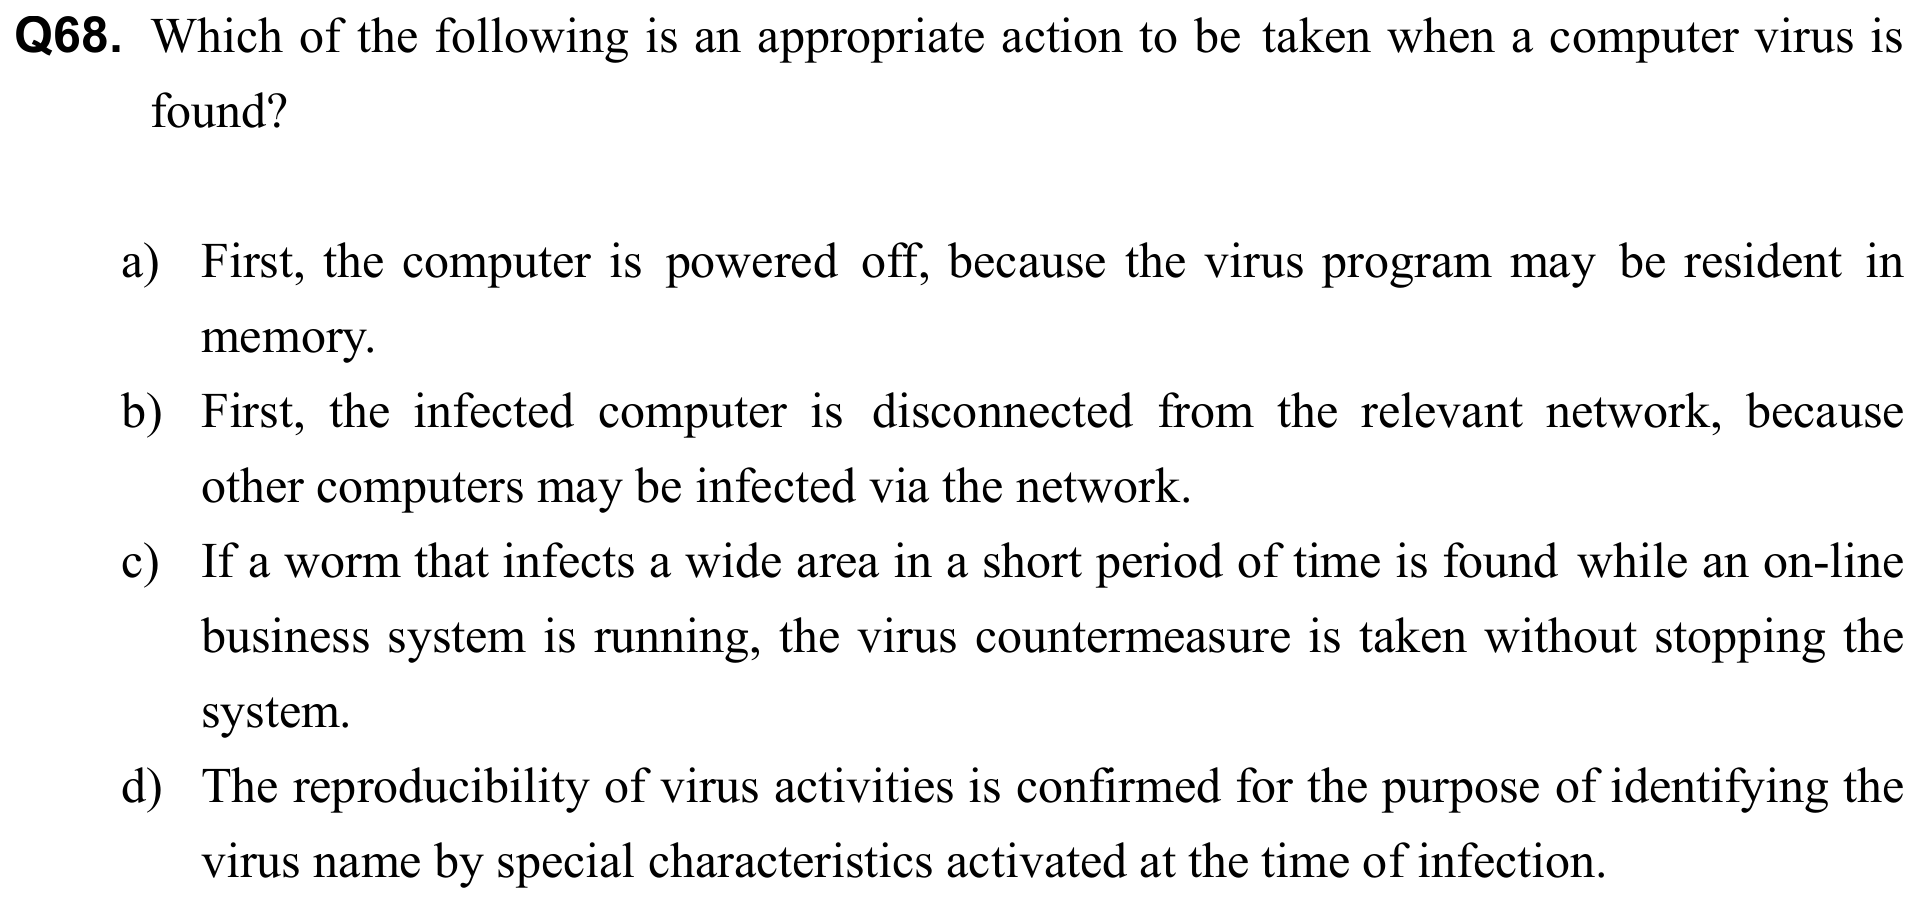 Q68. Which of the following is an appropriate action to be taken when a computer virus is
found?
a) First, the computer is powered off, because the virus program may be resident in
memory.
b) First, the infected computer is disconnected from the relevant network, because
other computers may be infected via the network.
c) If a worm that infects a wide area in a short period of time is found while an on-line
business system is running, the virus countermeasure is taken without stopping the
system.
d) The reproducibility of virus activities is confirmed for the purpose of identifying the
virus name by special characteristics activated at the time of infection.